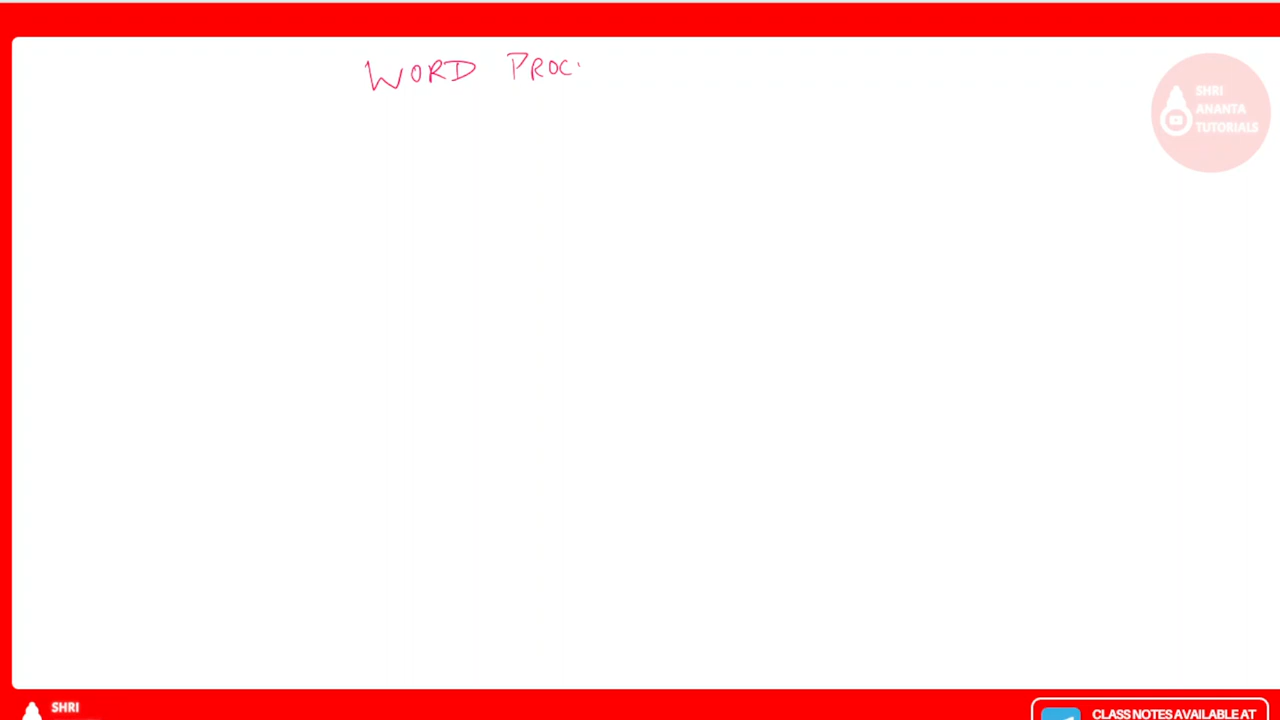 WORD PROC
SHRI
ANANTA
TUTORIALS
SHRI
CLASS NOTES AVAILABLE AT